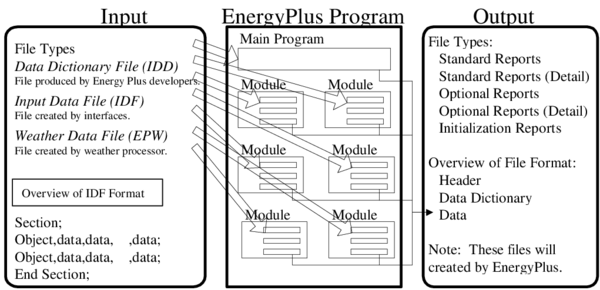 Input
File Types
Data Dictionary File (IDD)
File produced by Energy Plus developers.
Input Data File (IDF)
File created by interfaces.
Weather Data File (EPW)
File created by weather processor.
Overview of IDF Format
Section;
Object,data,data, ,data;
Object,data,data, ,data;
End Section;
EnergyPlus Program
Main Program
Module
Module
Module
Module
Module
Module
Output
File Types:
Standard Reports
Standard Reports (Detail)
Optional Reports
Optional Reports (Detail)
Initialization Reports
Overview of File Format:
Header
Data Dictionary
Data
Note: These files will
created by EnergyPlus.